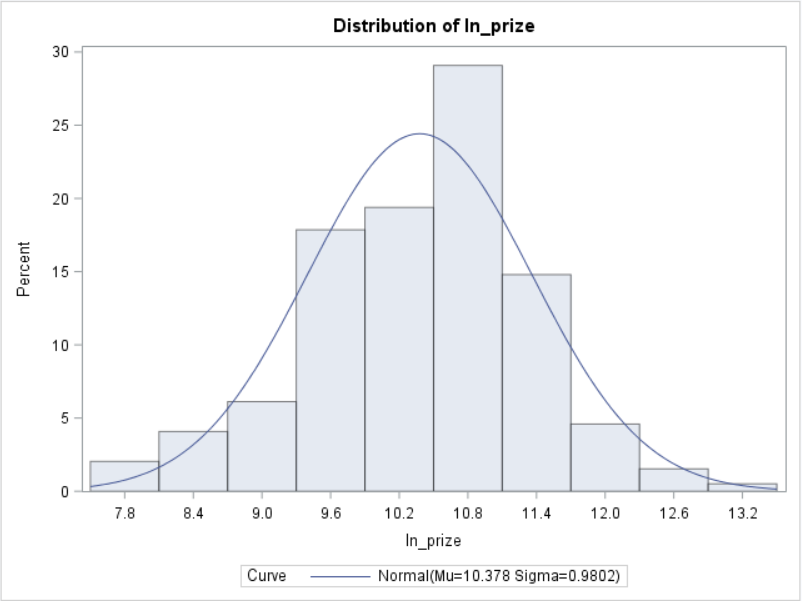 Distribution of ln_prize
30
25
20
15
10
5
0
Percent
7.8 8.4 9.0 9.6 10.2 10.8 11.4 12.0 12.6 13.2
ln_prize
Curve Normal(Mu=10.378 Sigma=0.9802)